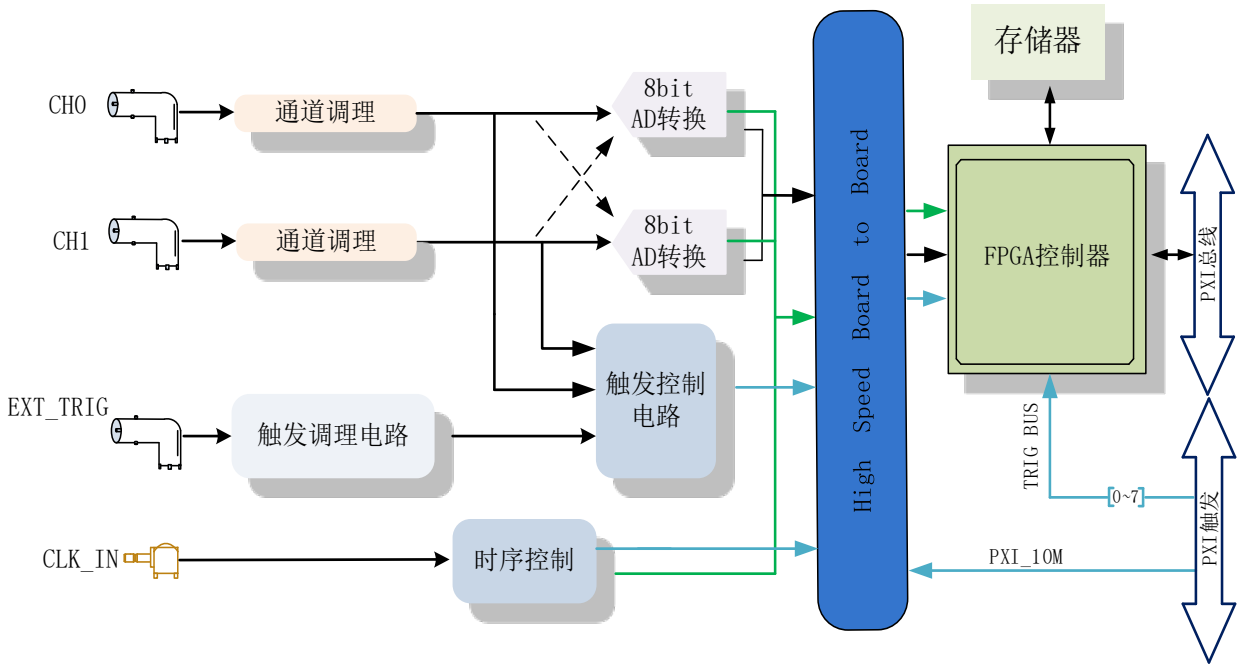 存储器
CH0
通道调理
8bit
AD转换
CH1
通道调理
8bit
AD转换
High Speed Board to Board
FPGA控制器
PXI总线
EXT_TRIG
触发调理电路
触发控制
电路
TRIG BUS
[0~7]
PXI触发
CLK_IN
时序控制
PXI_10M